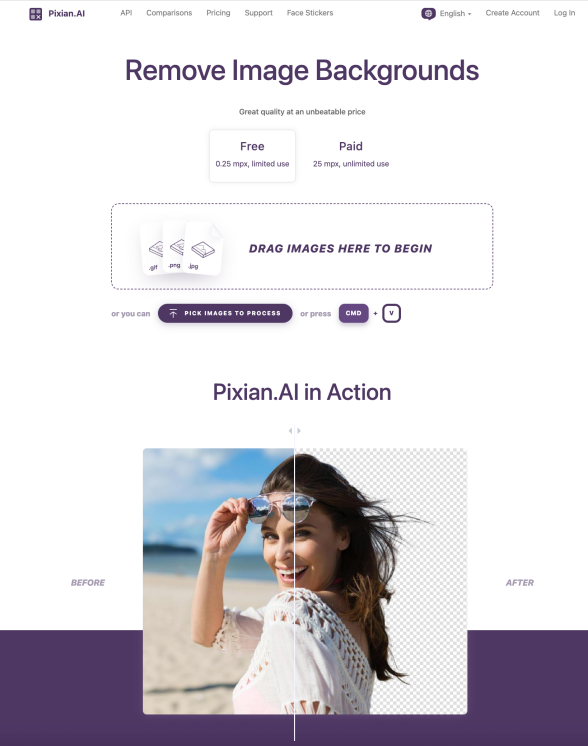 Pixian.AI
API Comparisons Pricing Support Face Stickers
English Create Account Log In
Remove Image Backgrounds
Great quality at an unbeatable price
Free
0.25 mpx, limited use
Paid
25 mpx, unlimited use
.gif .png .jpg
DRAG IMAGES HERE TO BEGIN
or you can PICK IMAGES TO PROCESS or press CMD + V
Pixian.AI in Action
BEFORE
AFTER